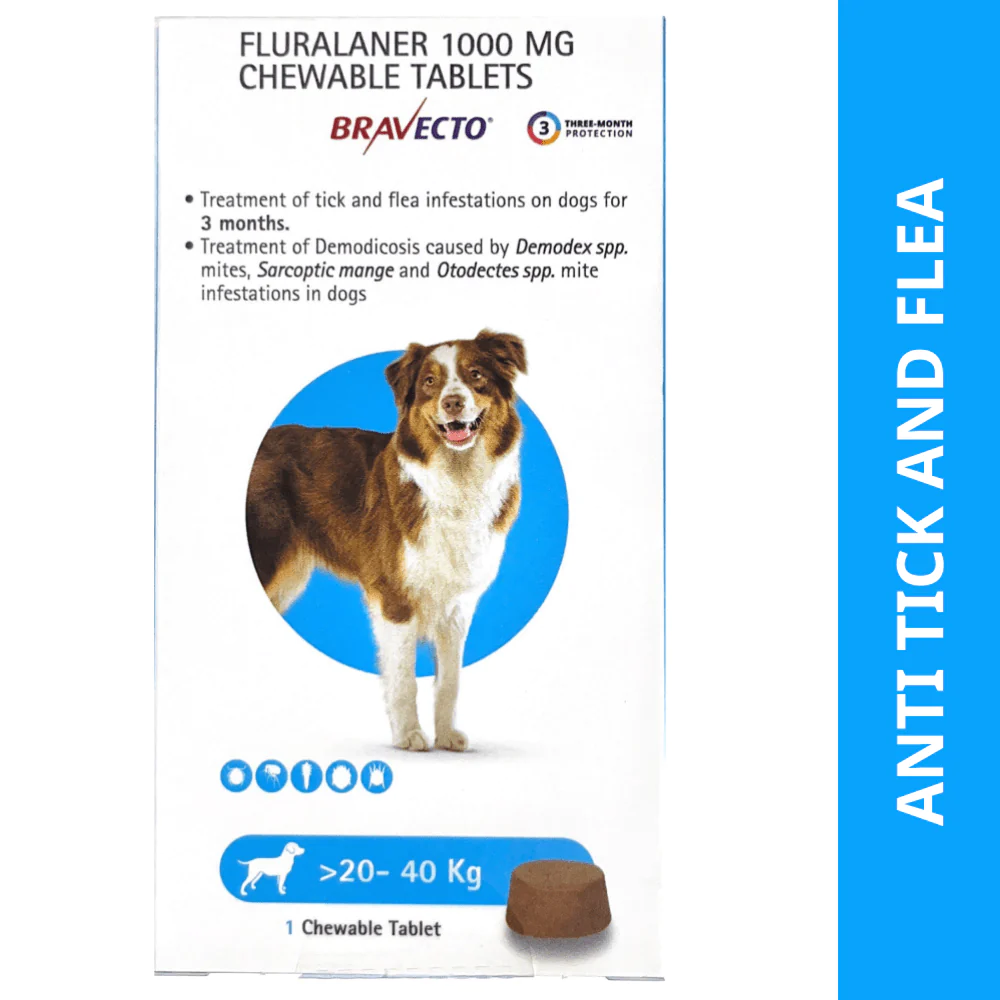 FLURALANER 1000 MG
CHEWABLE TABLETS
BRAVECTO®
3 THREE-MONTH
PROTECTION
• Treatment of tick and flea infestations on dogs for
3 months.
• Treatment of Demodicosis caused by Demodex spp.
mites, Sarcoptic mange and Otodectes spp. mite
infestations in dogs
>20- 40 Kg
1 Chewable Tablet
ANTI TICK AND FLEA